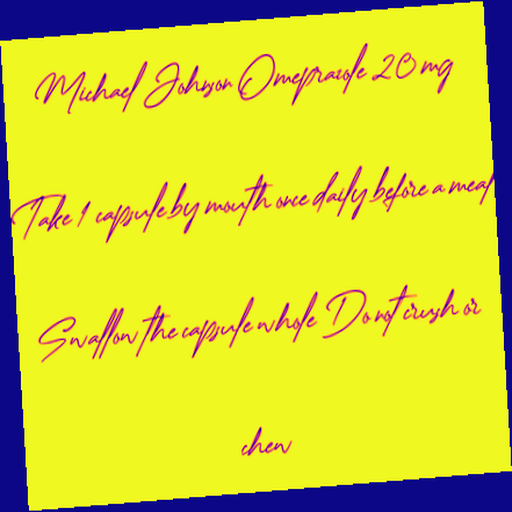 Michael Johnson Omeprazole 20 mg
Take 1 capsule by mouth once daily before a meal
Swallow the capsule whole Do not crush or
chew